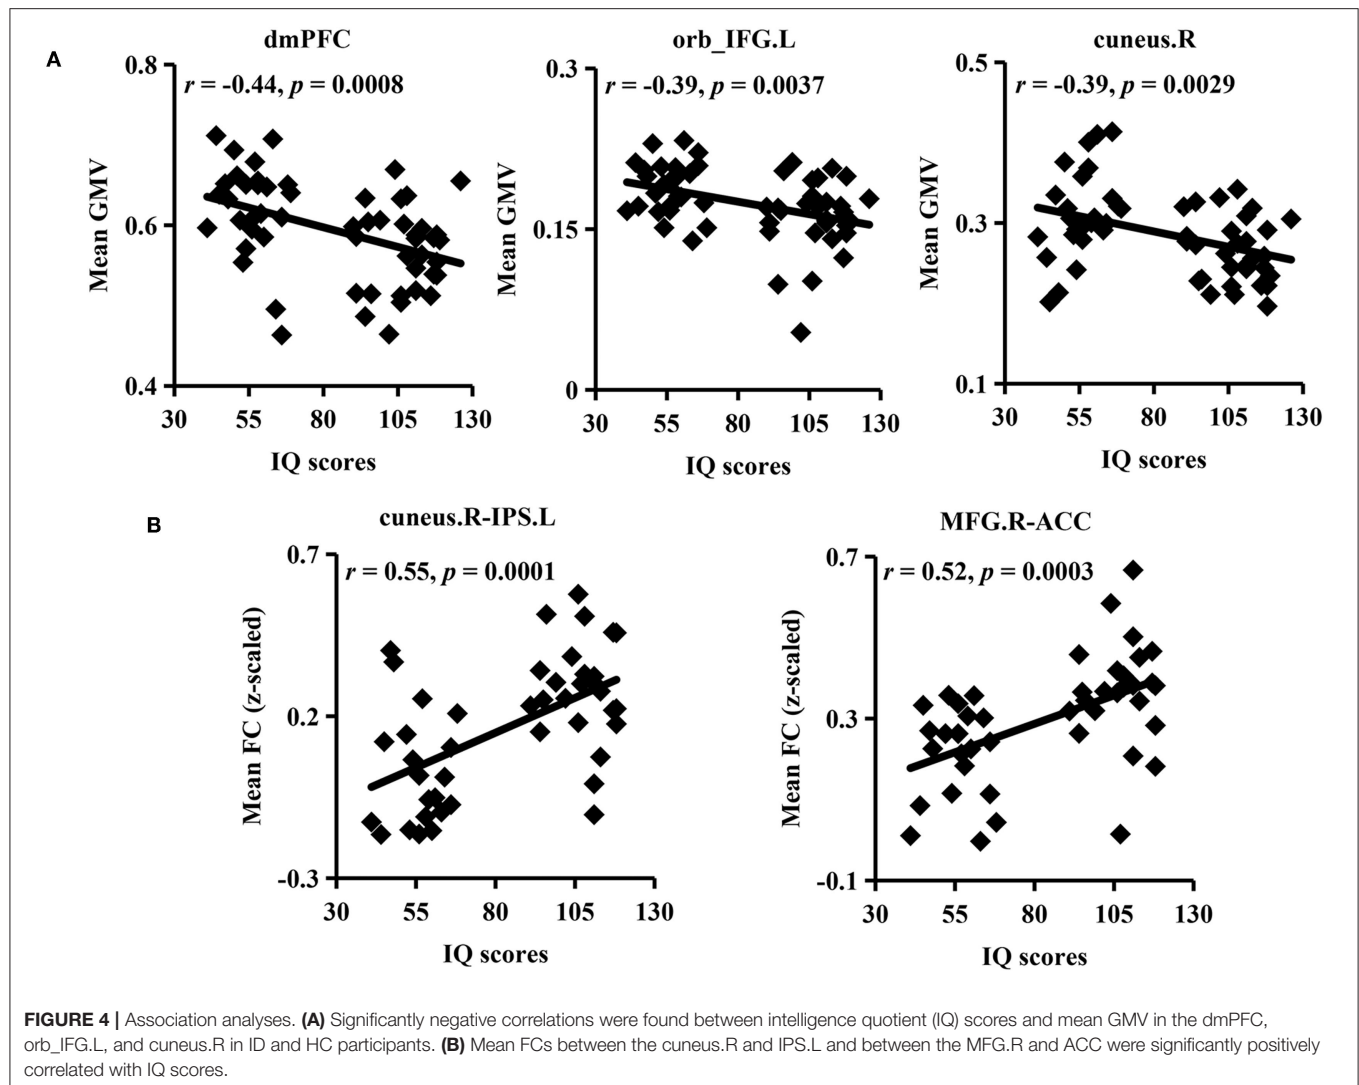 A
dmPFC
r = -0.44, p = 0.0008
Mean GMV
0.8
0.6
0.4
30 55 80 105 130
IQ scores
orb_IFG.L
r = -0.39, p = 0.0037
Mean GMV
0.3
0.15
0
30 55 80 105 130
IQ scores
cuneus.R
r = -0.39, p = 0.0029
Mean GMV
0.5
0.3
0.1
30 55 80 105 130
IQ scores
B
cuneus.R-IPS.L
r = 0.55, p = 0.0001
Mean FC (z-scaled)
0.7
0.2
-0.3
30 55 80 105 130
IQ scores
MFG.R-ACC
r = 0.52, p = 0.0003
Mean FC (z-scaled)
0.7
0.3
-0.1
30 55 80 105 130
IQ scores
FIGURE 4 | Association analyses. (A) Significantly negative correlations were found between intelligence quotient (IQ) scores and mean GMV in the dmPFC,
orb_IFG.L, and cuneus.R in ID and HC participants. (B) Mean FCs between the cuneus.R and IPS.L and between the MFG.R and ACC were significantly positively
correlated with IQ scores.